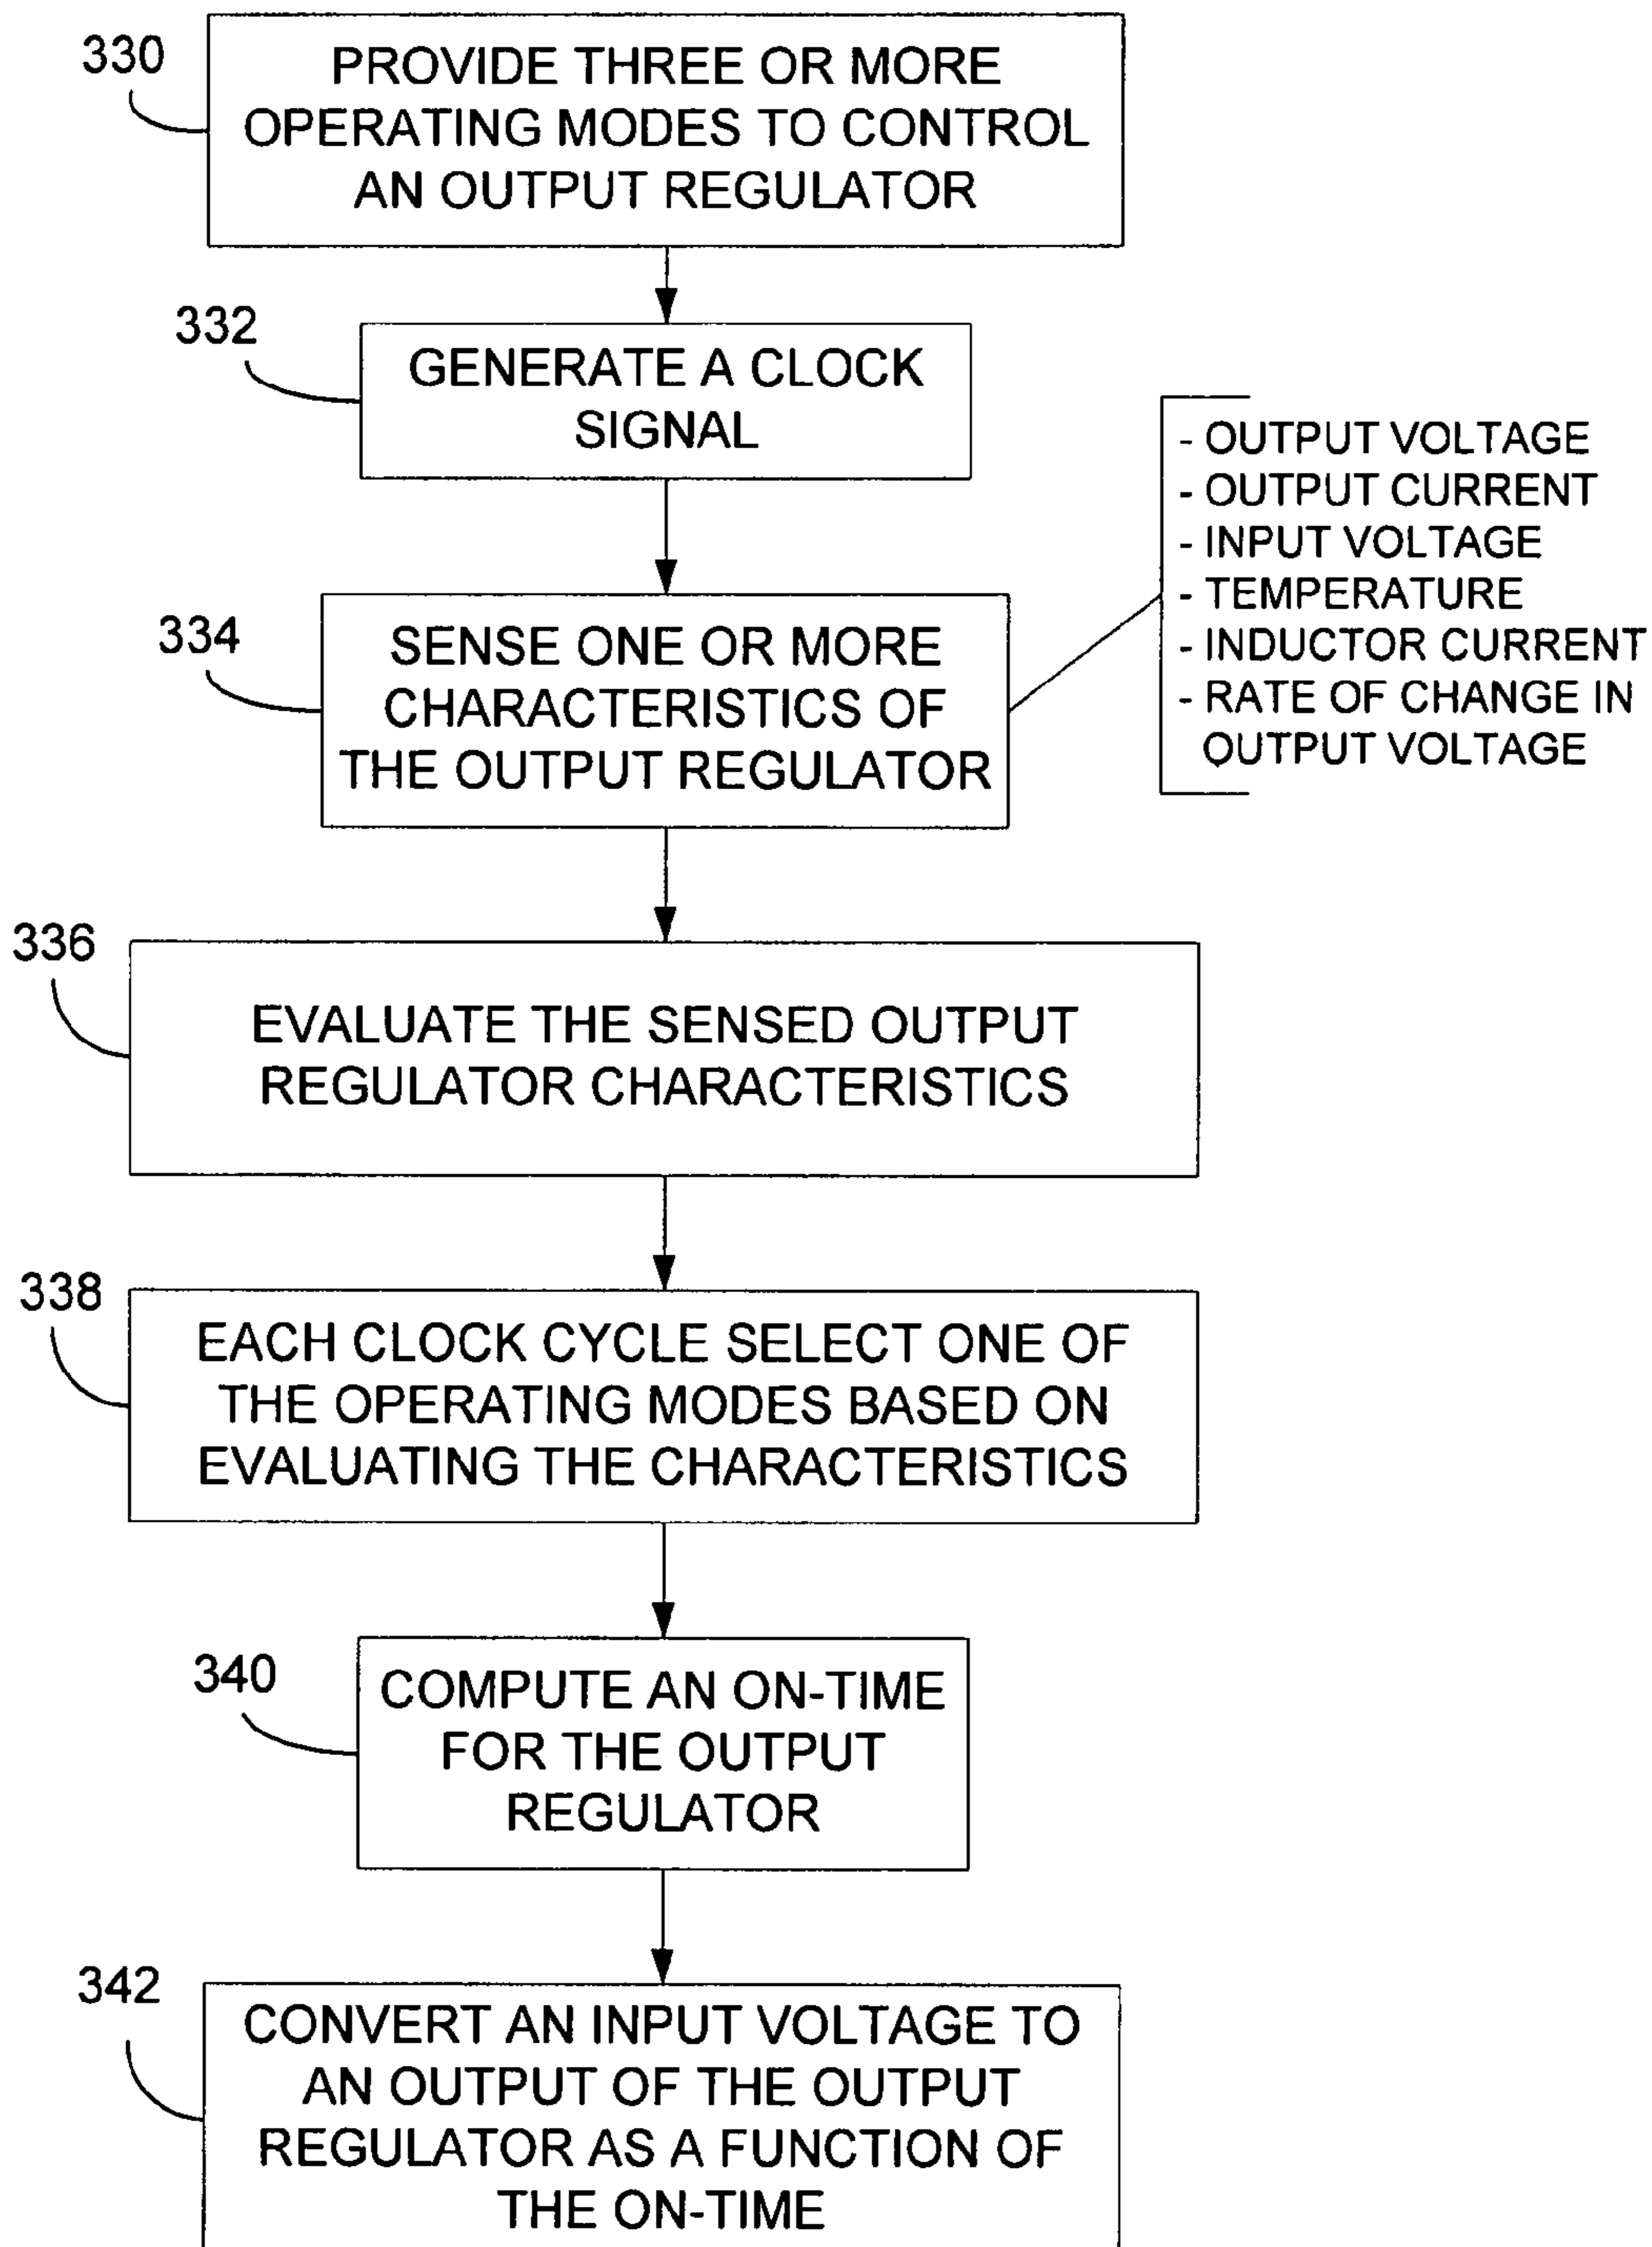 330
PROVIDE THREE OR MORE
OPERATING MODES TO CONTROL
AN OUTPUT REGULATOR
332
GENERATE A CLOCK
SIGNAL
334
SENSE ONE OR MORE
CHARACTERISTICS OF
THE OUTPUT REGULATOR
- OUTPUT VOLTAGE
- OUTPUT CURRENT
- INPUT VOLTAGE
- TEMPERATURE
- INDUCTOR CURRENT
- RATE OF CHANGE IN
OUTPUT VOLTAGE
336
EVALUATE THE SENSED OUTPUT
REGULATOR CHARACTERISTICS
338
EACH CLOCK CYCLE SELECT ONE OF
THE OPERATING MODES BASED ON
EVALUATING THE CHARACTERISTICS
340
COMPUTE AN ON-TIME
FOR THE OUTPUT
REGULATOR
342
CONVERT AN INPUT VOLTAGE TO
AN OUTPUT OF THE OUTPUT
REGULATOR AS A FUNCTION OF
THE ON-TIME